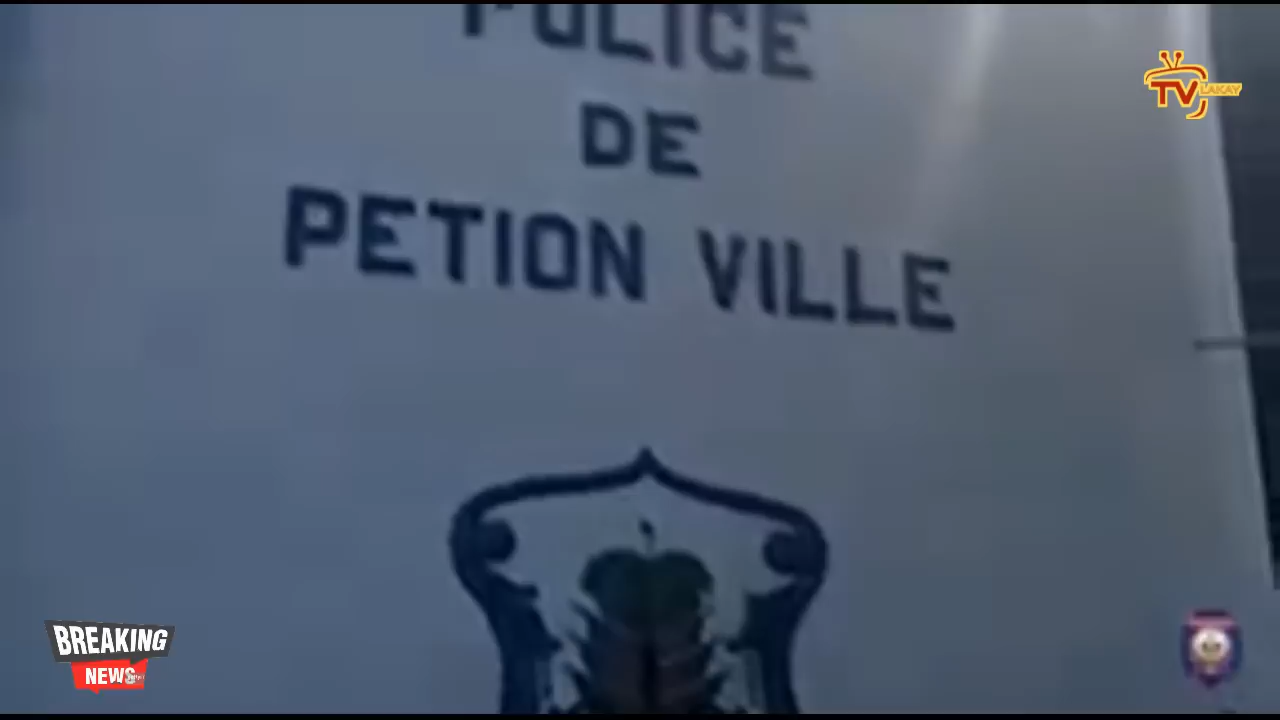 POLICE
DE
PETION VILLE
TV LAKAY
BREAKING
NEWS